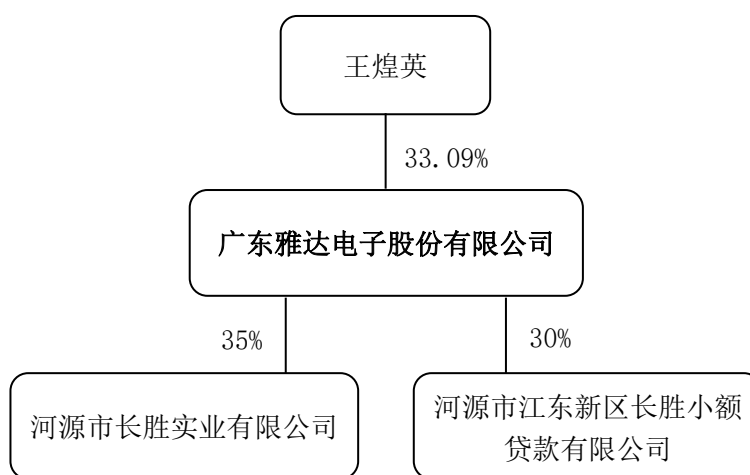 王煌英
33.09%
广东雅达电子股份有限公司
35%
30%
河源市长胜实业有限公司
河源市江东新区长胜小额
贷款有限公司